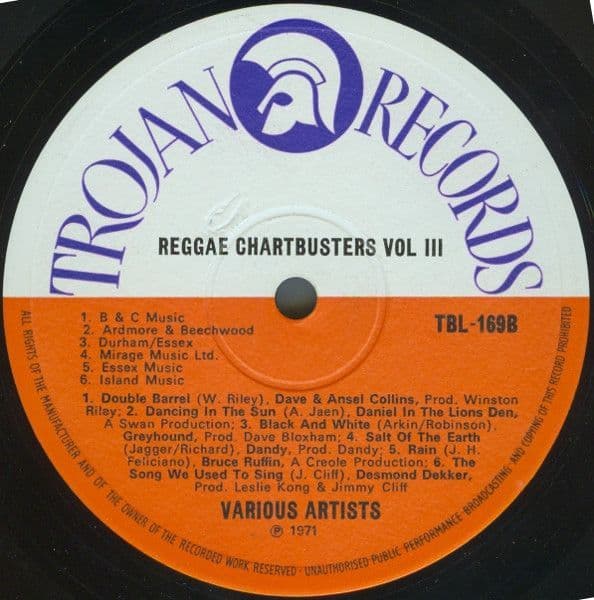 TROJAN RECORDS
REGGAE CHARTBUSTERS VOL III
TBL-169B
1. B & C Music
2. Ardmore & Beechwood
3. Durham/Essex
4. Mirage Music Ltd.
5. Essex Music
6. Island Music
1. Double Barrel (W. Riley), Dave & Ansel Collins, Prod. Winston
Riley; 2. Dancing In The Sun (A. Jaen), Daniel In The Lions Den,
A Swan Production; 3. Black And White (Arkin/Robinson),
Greyhound, Prod. Dave Bloxham; 4. Salt Of The Earth
(Jagger/Richard), Dandy, Prod. Dandy; 5. Rain (J. H.
Feliciano), Bruce Ruffin, A Creole Production; 6. The
Song We Used To Sing (J. Cliff), Desmond Dekker,
Prod. Leslie Kong & Jimmy Cliff
VARIOUS ARTISTS
℗ 1971
ALL RIGHTS OF THE MANUFACTURER AND OF THE OWNER OF THE RECORDED WORK RESERVED - UNAUTHORISED PUBLIC PERFORMANCE BROADCASTING AND COPYING OF THIS RECORD PROHIBITED